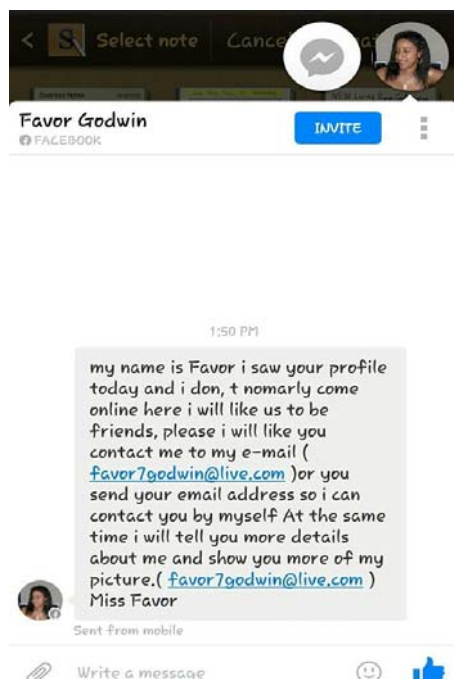 Select note Cancel
Favor Godwin
INVITE
FACEBOOK
1:50 PM
my name is Favor i saw your profile
today and i don, t nomarly come
online here i will like us to be
friends, please i will like you
contact me to my e-mail (
favor7godwin@live.com )or you
send your email address so i can
contact you by myself At the same
time i will tell you more details
about me and show you more of my
picture.( favor7godwin@live.com )
Miss Favor
Sent from mobile
Write a message